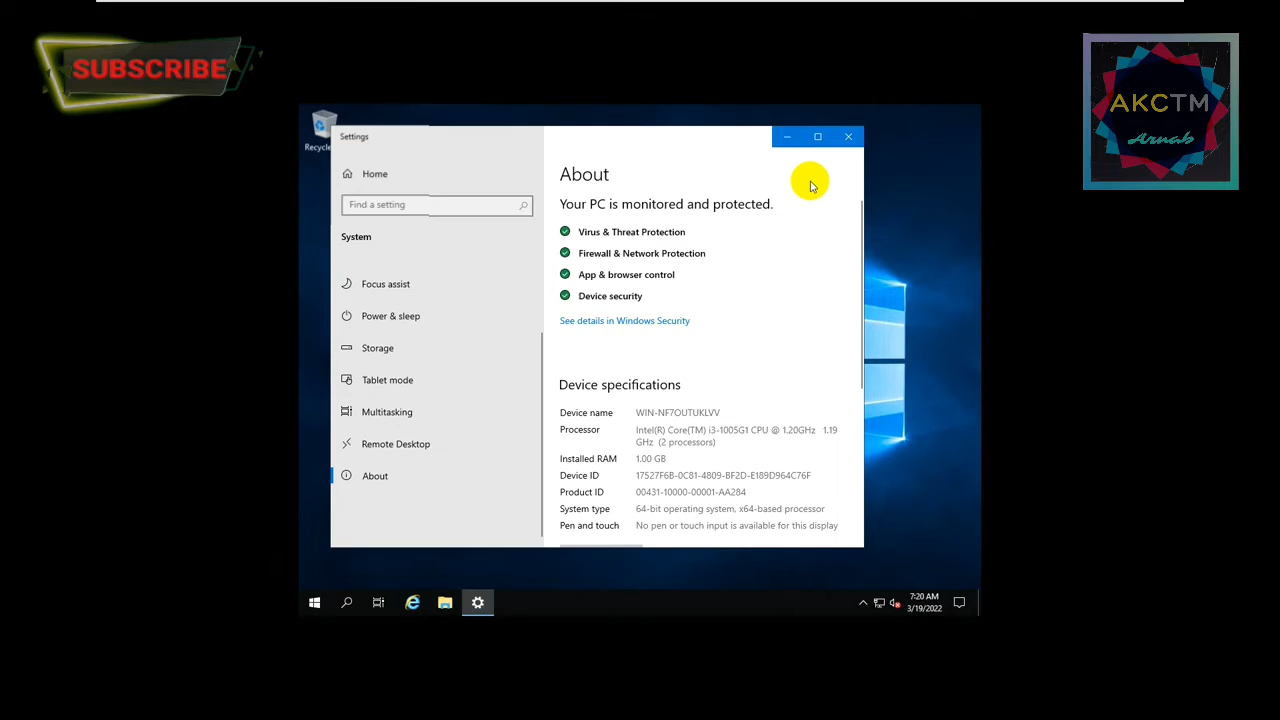 SUBSCRIBE
AKCTM
Arnab
Recycle
Settings
Home
Find a setting
System
Focus assist
Power & sleep
Storage
Tablet mode
Multitasking
Remote Desktop
About
About
Your PC is monitored and protected.
Virus & Threat Protection
Firewall & Network Protection
App & browser control
Device security
See details in Windows Security
Device specifications
Device name WIN-NF7OUTUKLVV
Processor Intel(R) Core(TM) i3-1005G1 CPU @ 1.20GHz 1.19
GHz (2 processors)
Installed RAM 1.00 GB
Device ID 17527F6B-0C81-4809-BF2D-E189D964C76F
Product ID 00431-10000-00001-AA284
System type 64-bit operating system, x64-based processor
Pen and touch No pen or touch input is available for this display
7:20 AM
3/19/2022